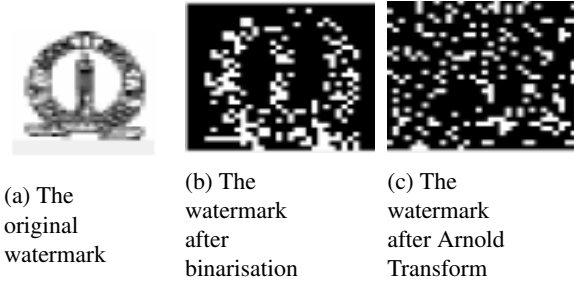 (a) The
original
watermark
(b) The
watermark
after
binarisation
(c) The
watermark
after Arnold
Transform